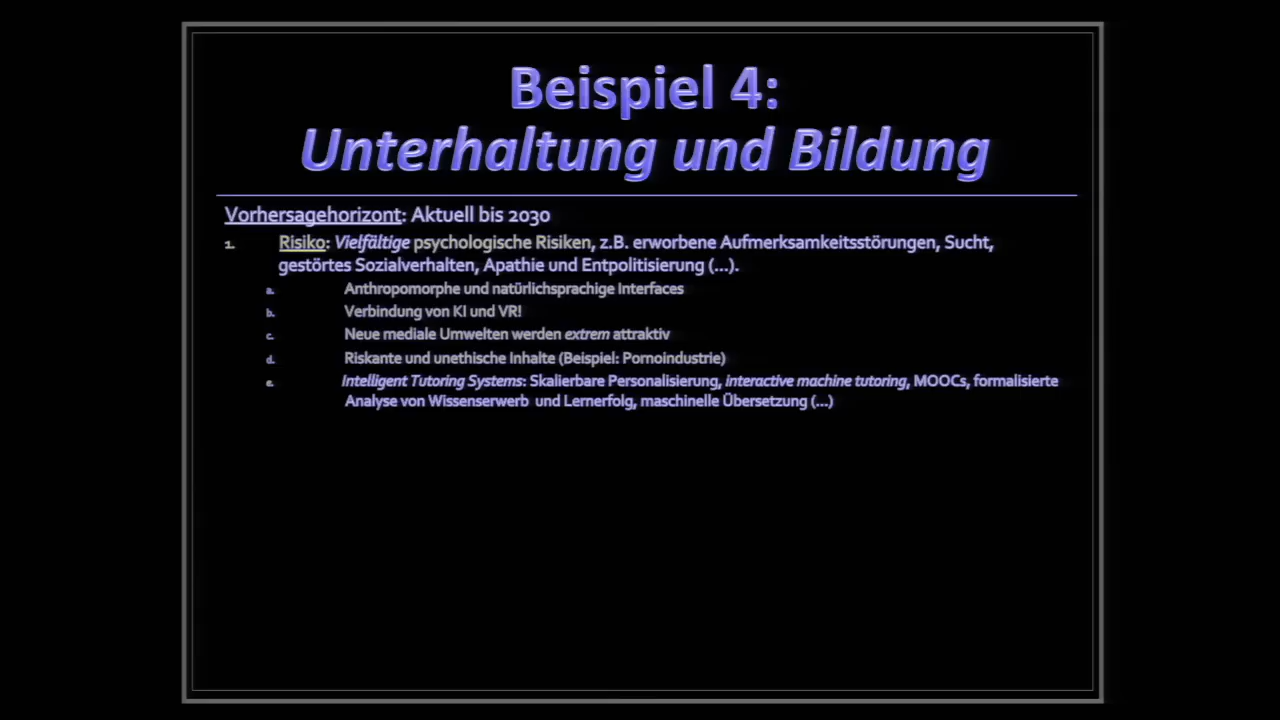 Beispiel 4:
Unterhaltung und Bildung
Vorhersagehorizont: Aktuell bis 2030
1. Risiko: Vielfältige psychologische Risiken, z.B. erworbene Aufmerksamkeitsstörungen, Sucht,
gestörtes Sozialverhalten, Apathie und Entpolitisierung (...).
a. Anthropomorphe und natürlichsprachige Interfaces
b. Verbindung von KI und VR!
c. Neue mediale Umwelten werden extrem attraktiv
d. Riskante und unethische Inhalte (Beispiel: Pornoindustrie)
e. Intelligent Tutoring Systems: Skalierbare Personalisierung, interactive machine tutoring, MOOCs, formalisierte
Analyse von Wissenserwerb und Lernerfolg, maschinelle Übersetzung (...)